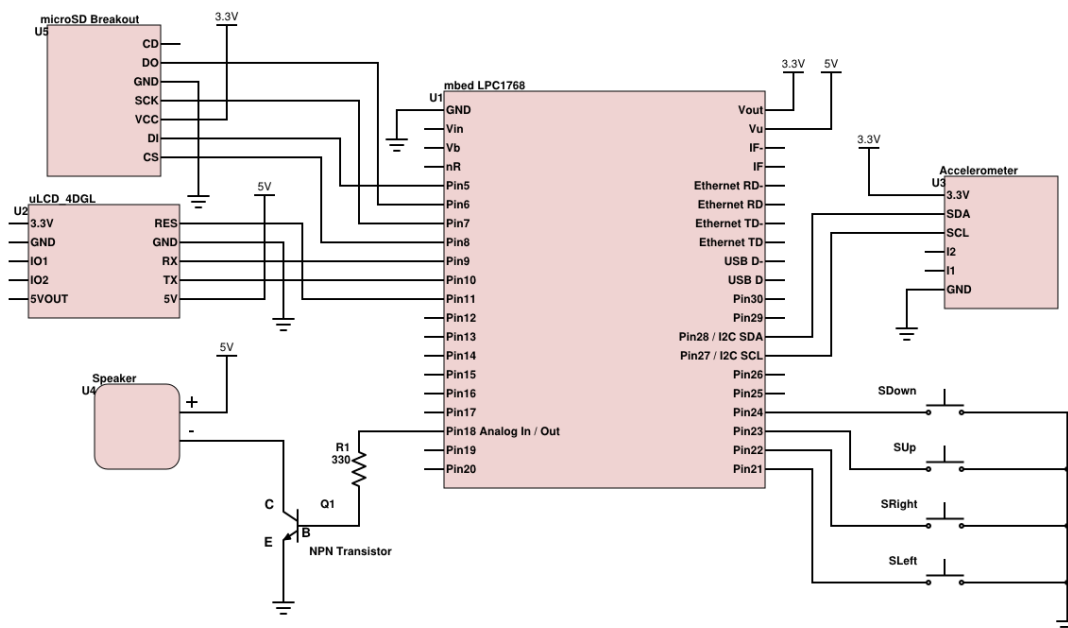 microSD Breakout
U5
CD
DO
GND
SCK
VCC
DI
CS
3.3V
uLCD_4DGL
U2
3.3V
GND
IO1
IO2
5VOUT
RES
GND
RX
TX
5V
5V
Speaker
U4
+
-
5V
R1
330
Q1
C
B
E
NPN Transistor
mbed LPC1768
U1
GND
Vin
Vb
nR
Pin5
Pin6
Pin7
Pin8
Pin9
Pin10
Pin11
Pin12
Pin13
Pin14
Pin15
Pin16
Pin17
Pin18 Analog In / Out
Pin19
Pin20
Vout
Vu
IF-
IF
Ethernet RD-
Ethernet RD
Ethernet TD-
Ethernet TD
USB D-
USB D
Pin30
Pin29
Pin28 / I2C SDA
Pin27 / I2C SCL
Pin26
Pin25
Pin24
Pin23
Pin22
Pin21
3.3V
5V
3.3V
Accelerometer
U3
3.3V
SDA
SCL
I2
I1
GND
SDown
SUp
SRight
SLeft